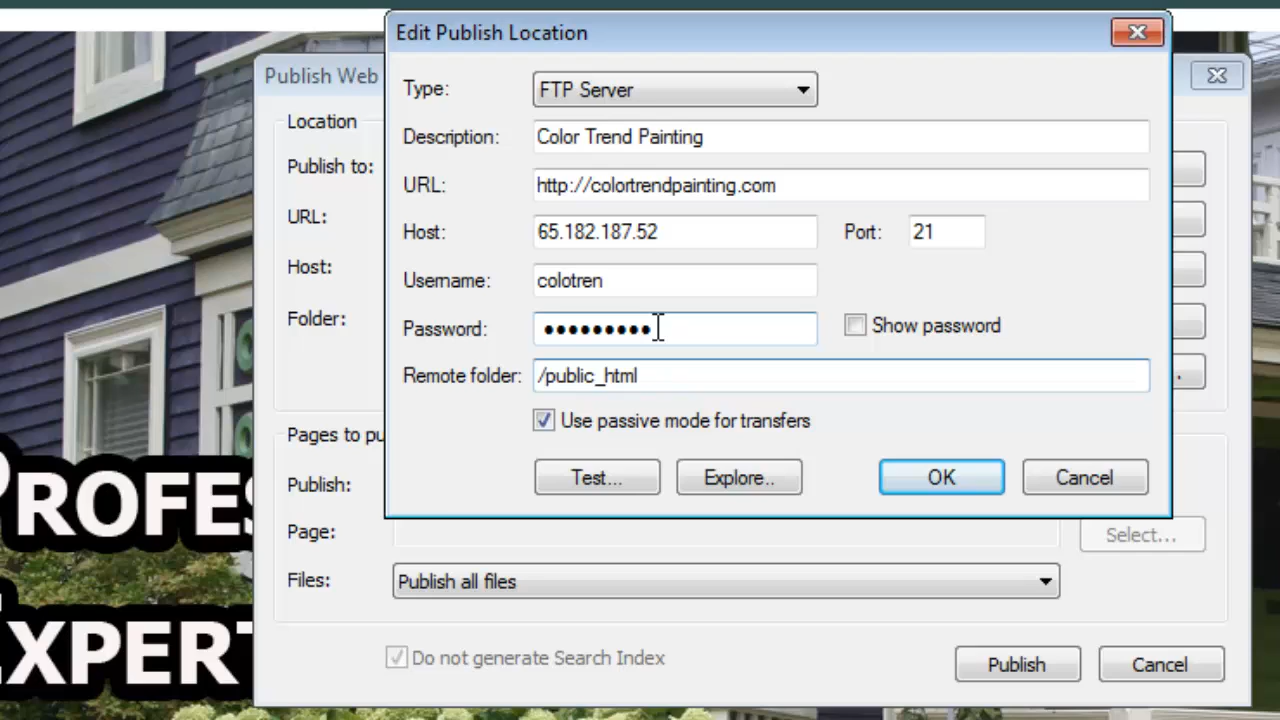 Edit Publish Location
Publish Web
Type: FTP Server
Location
Description: Color Trend Painting
Publish to:
URL: http://colortrendpainting.com
URL:
Host: 65.182.187.52 Port: 21
Host:
Username: colotren
Folder:
Password: ●●●●●●●●● Show password
Remote folder: /public_html
Use passive mode for transfers
Pages to pu
Test... Explore.. OK Cancel
Publish:
Page: Select...
Files: Publish all files
Do not generate Search Index
Publish Cancel
PROFES
EXPERT